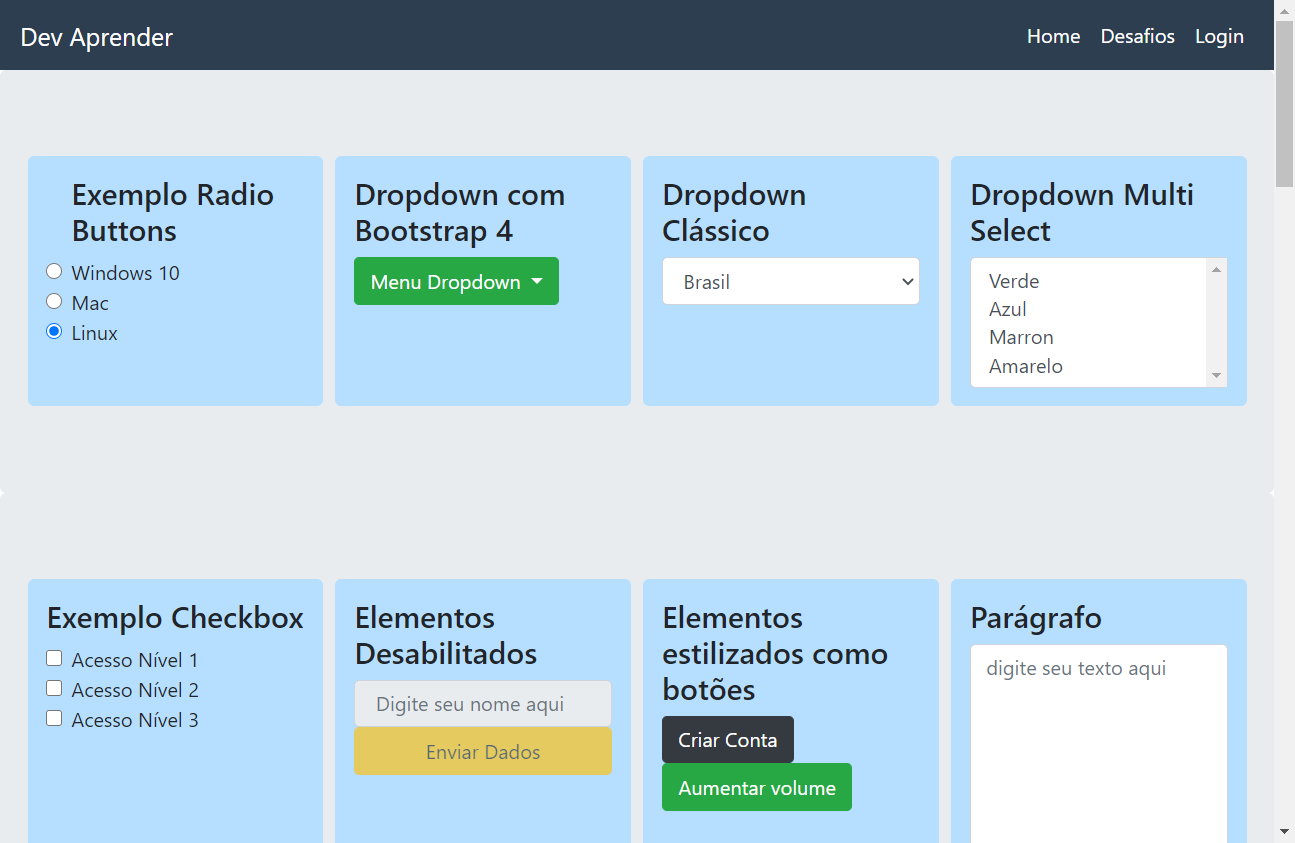 Dev Aprender
Home Desafios Login
Exemplo Radio
Buttons
Windows 10
Mac
Linux
Dropdown com
Bootstrap 4
Menu Dropdown
Dropdown
Clássico
Brasil
Dropdown Multi
Select
Verde
Azul
Marron
Amarelo
Exemplo Checkbox
Acesso Nível 1
Acesso Nível 2
Acesso Nível 3
Elementos
Desabilitados
Digite seu nome aqui
Enviar Dados
Elementos
estilizados como
botões
Criar Conta
Aumentar volume
Parágrafo
digite seu texto aqui